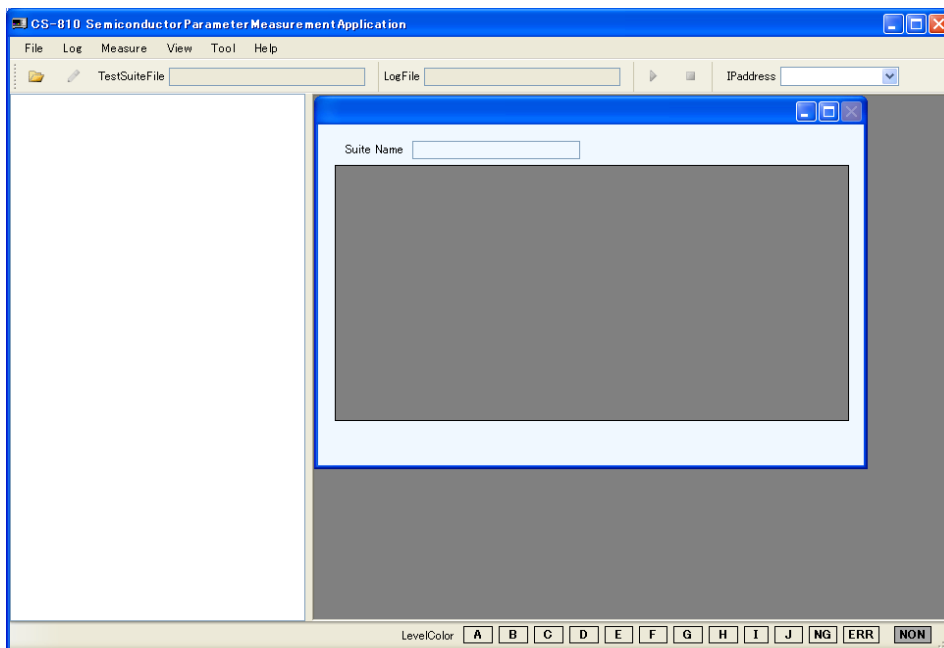 CS-810 SemiconductorParameterMeasurementApplication
File Log Measure View Tool Help
TestSuiteFile LogFile IPaddress
Suite Name
LevelColor A B C D E F G H I J NG ERR NON